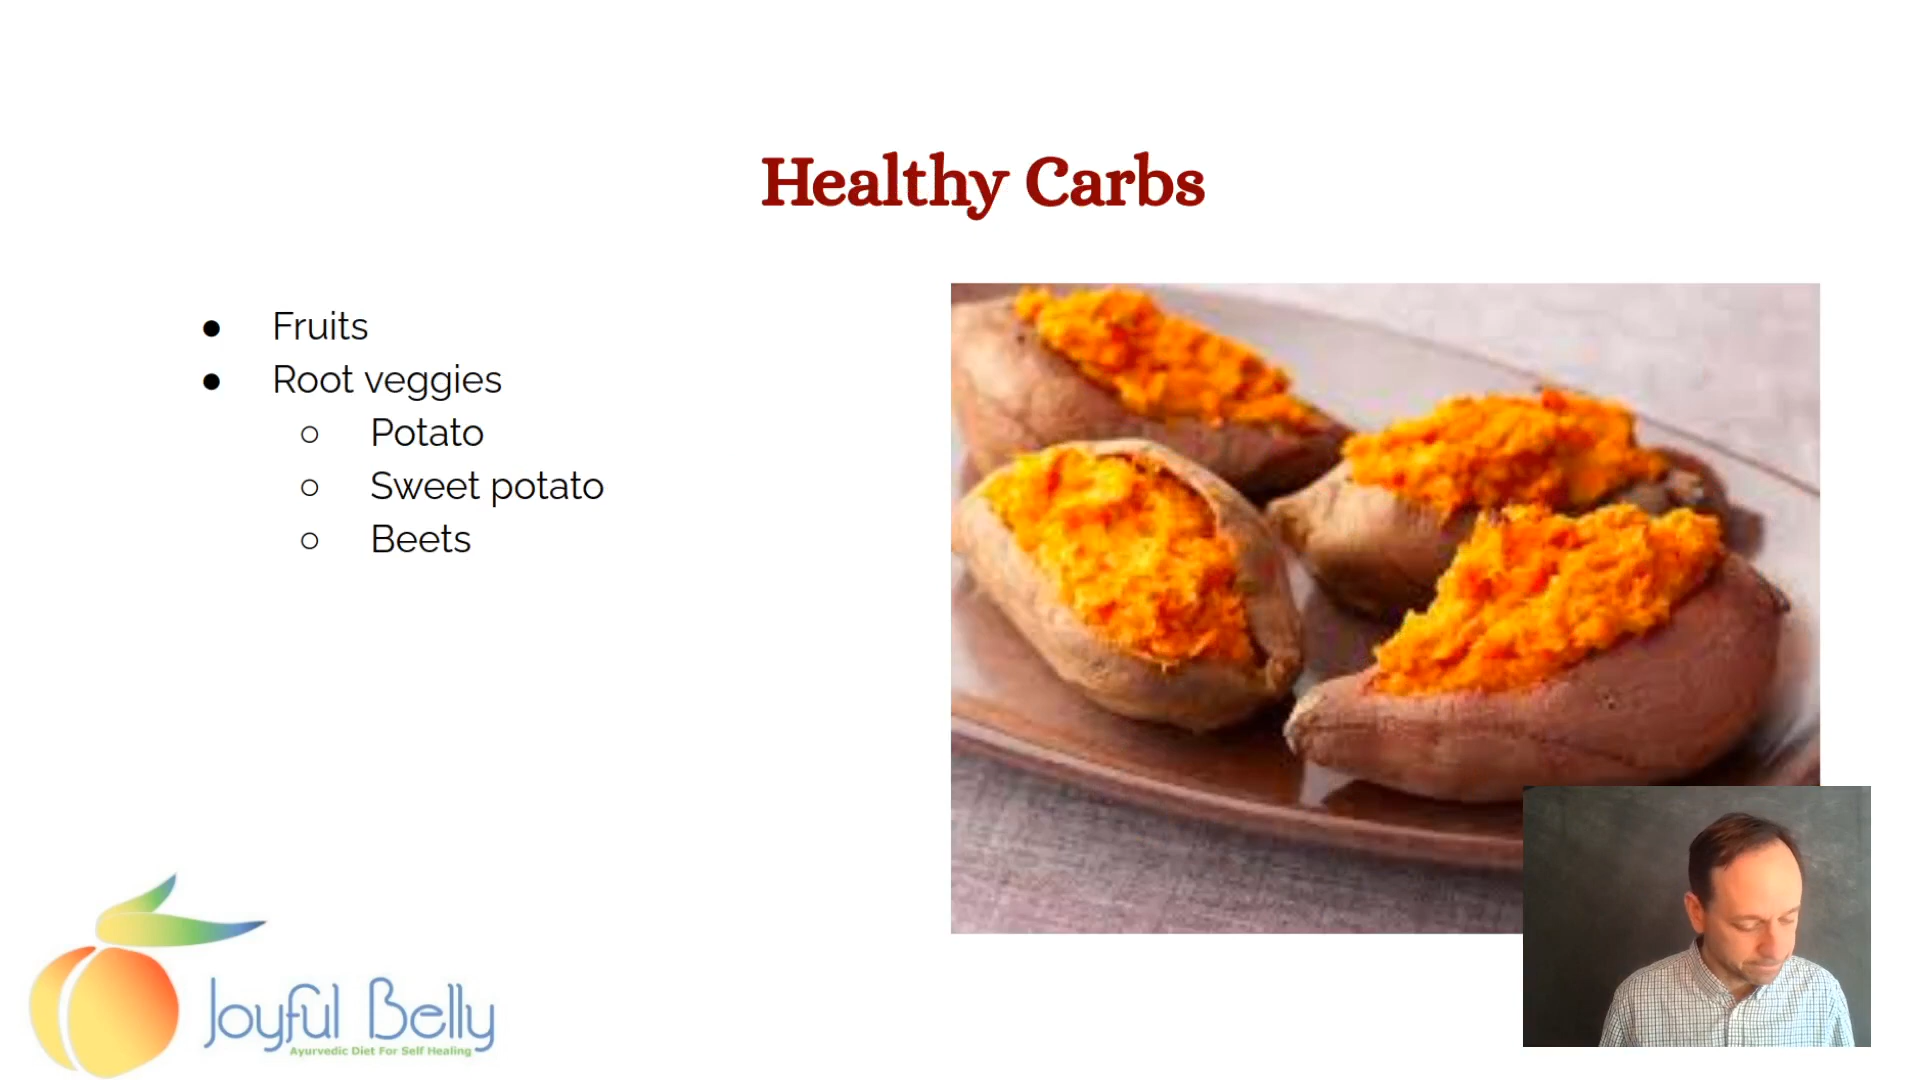 Healthy Carbs
● Fruits
● Root veggies
○ Potato
○ Sweet potato
○ Beets
Joyful Belly
Ayurvedic Diet For Self Healing